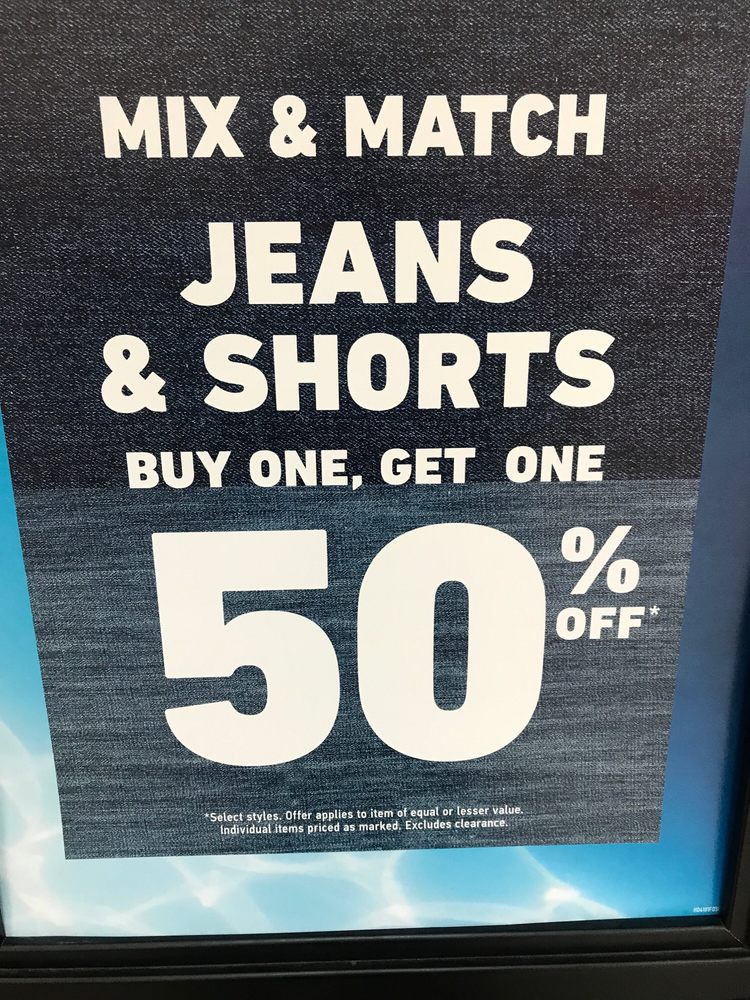 MIX & MATCH
JEANS
& SHORTS
BUY ONE, GET ONE
50%
OFF*
*Select styles. Offer applies to item of equal or lesser value.
Individual items priced as marked. Excludes clearance.